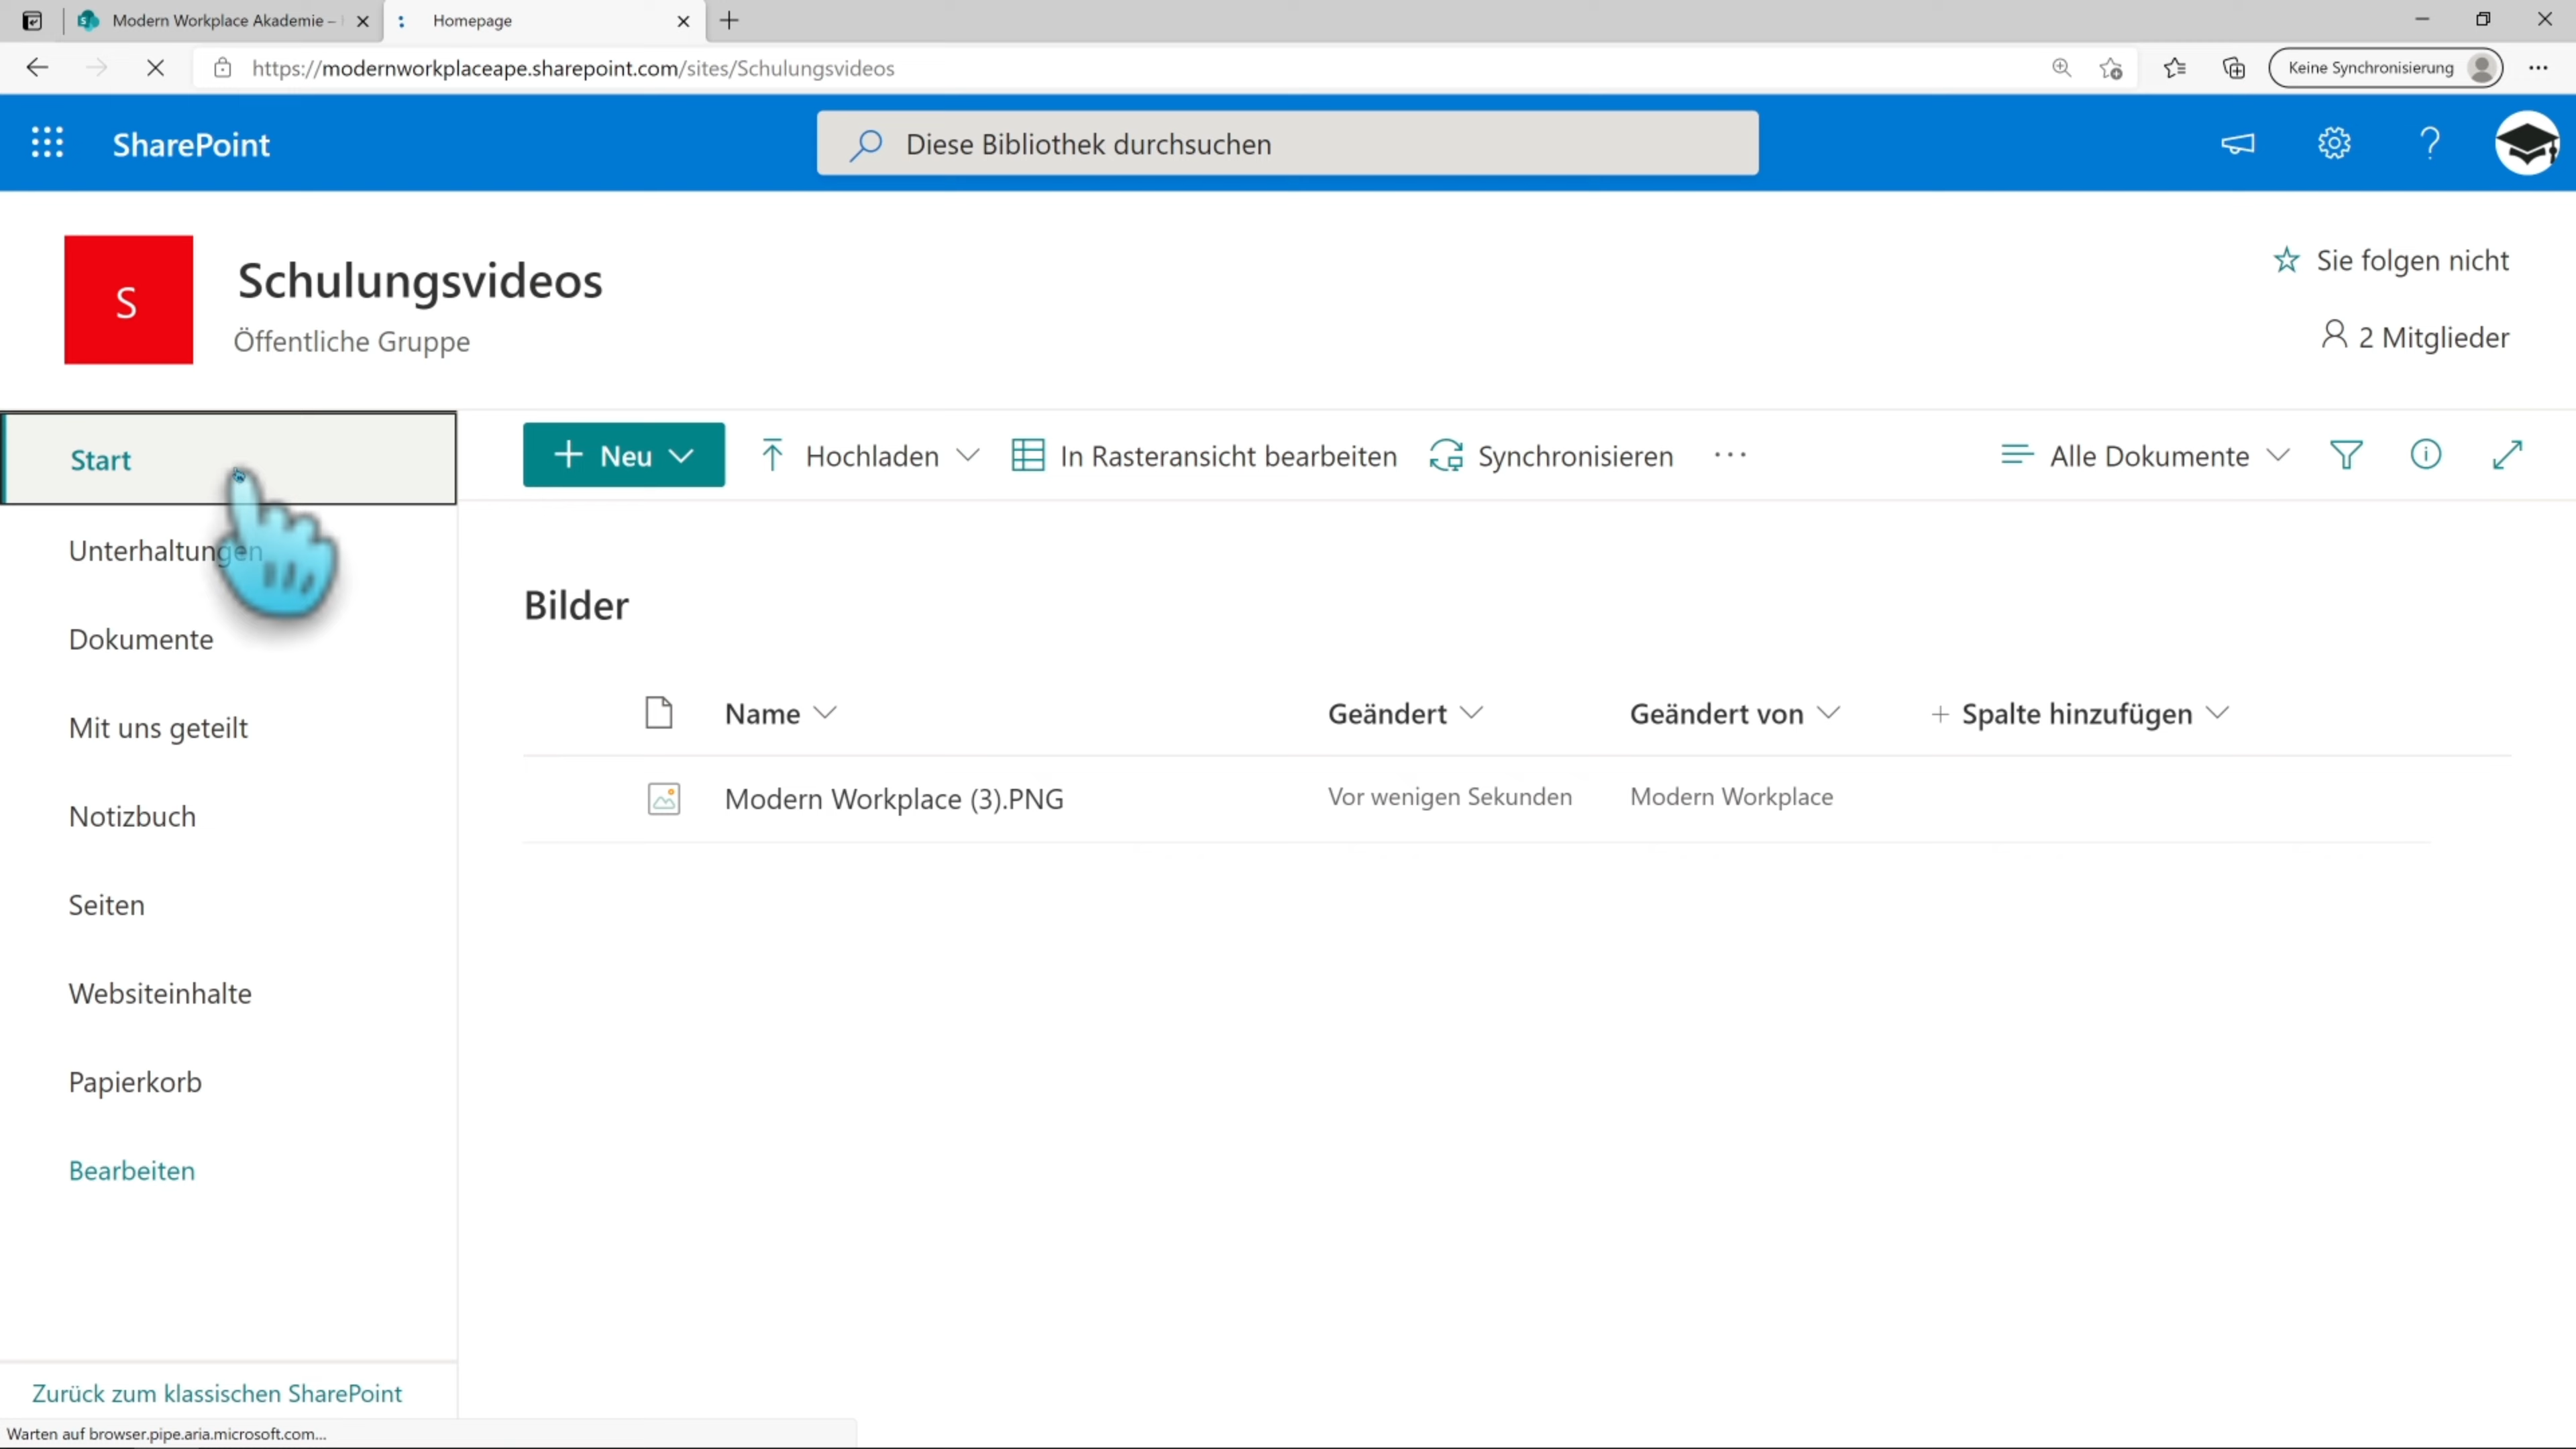 Modern Workplace Akademie –
Homepage
https://modernworkplaceape.sharepoint.com/sites/Schulungsvideos
Keine Synchronisierung
SharePoint
Diese Bibliothek durchsuchen
S
Schulungsvideos
Öffentliche Gruppe
Sie folgen nicht
2 Mitglieder
Start
Unterhaltungen
Dokumente
Mit uns geteilt
Notizbuch
Seiten
Websiteinhalte
Papierkorb
Bearbeiten
Zurück zum klassischen SharePoint
+ Neu
Hochladen
In Rasteransicht bearbeiten
Synchronisieren
...
Alle Dokumente
Bilder
Name
Geändert
Geändert von
+ Spalte hinzufügen
Modern Workplace (3).PNG
Vor wenigen Sekunden
Modern Workplace
Warten auf browser.pipe.aria.microsoft.com...